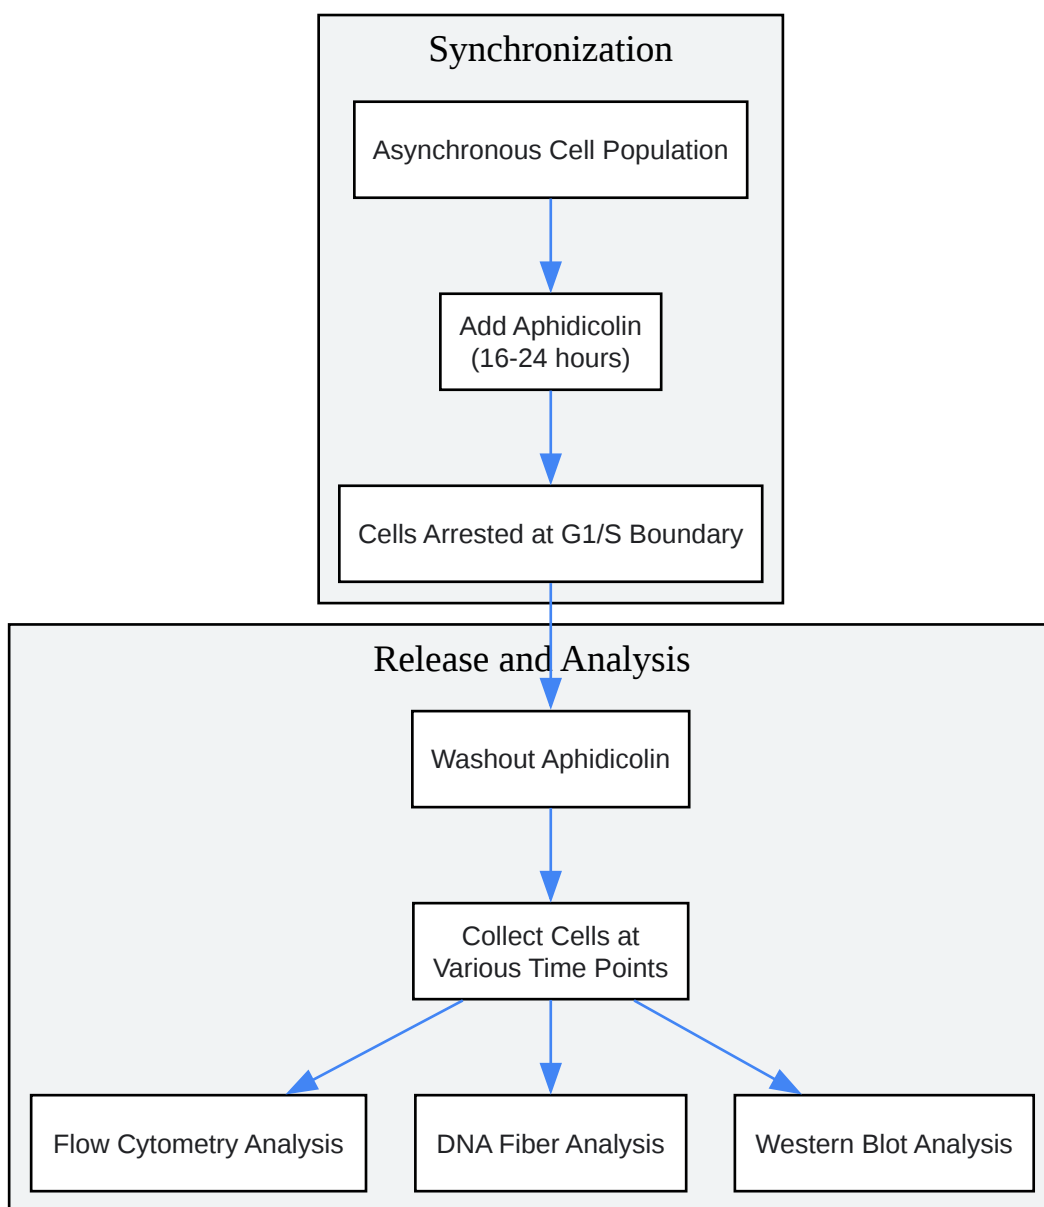 Synchronization
Asynchronous Cell Population
Add Aphidicolin
(16-24 hours)
Cells Arrested at G1/S Boundary
Release and Analysis
Washout Aphidicolin
Collect Cells at
Various Time Points
Flow Cytometry Analysis
DNA Fiber Analysis
Western Blot Analysis